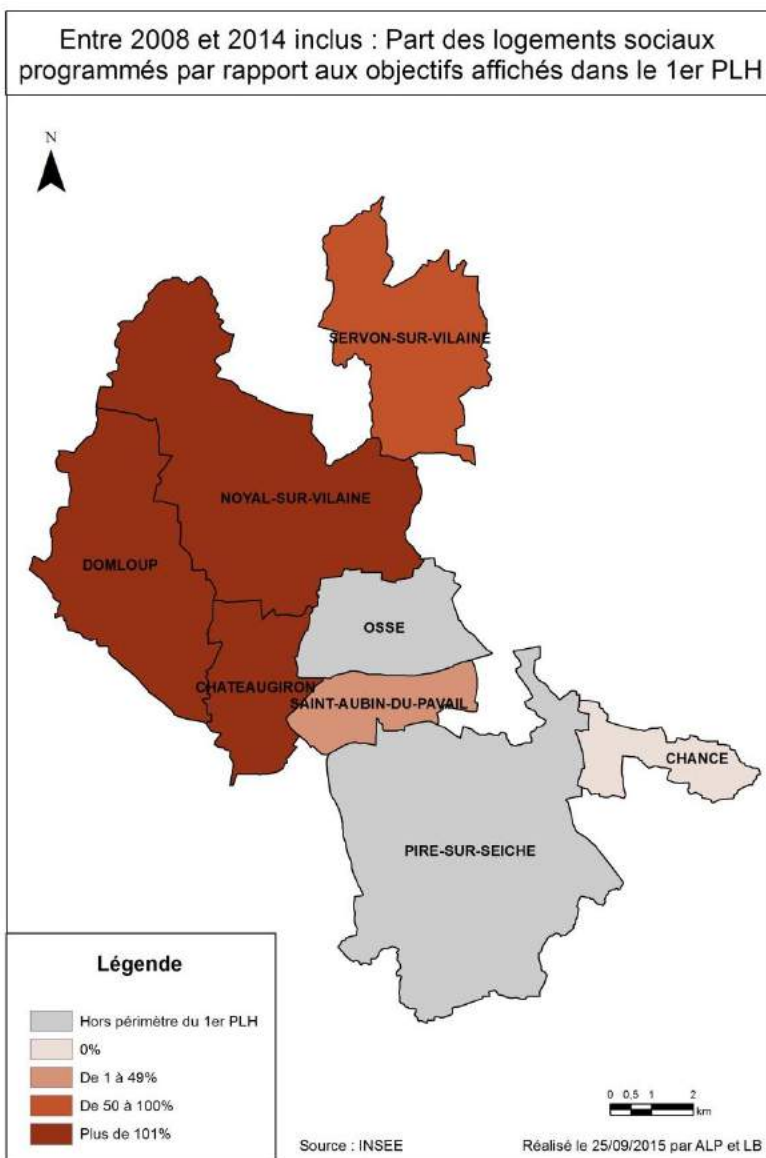 Entre 2008 et 2014 inclus : Part des logements sociaux
programmés par rapport aux objectifs affichés dans le 1er PLH
N
SERVON-SUR-VILAINE
NOYAL-SUR-VILAINE
DOMLOUP
OSSE
CHATEAUGIRON
SAINT-AUBIN-DU-PAVAIL
CHANCE
PIRE-SUR-SEICHE
Légende
Hors périmètre du 1er PLH
0%
De 1 à 49%
De 50 à 100%
Plus de 101%
0 0,5 1 2
km
Source : INSEE
Réalisé le 25/09/2015 par ALP et LB